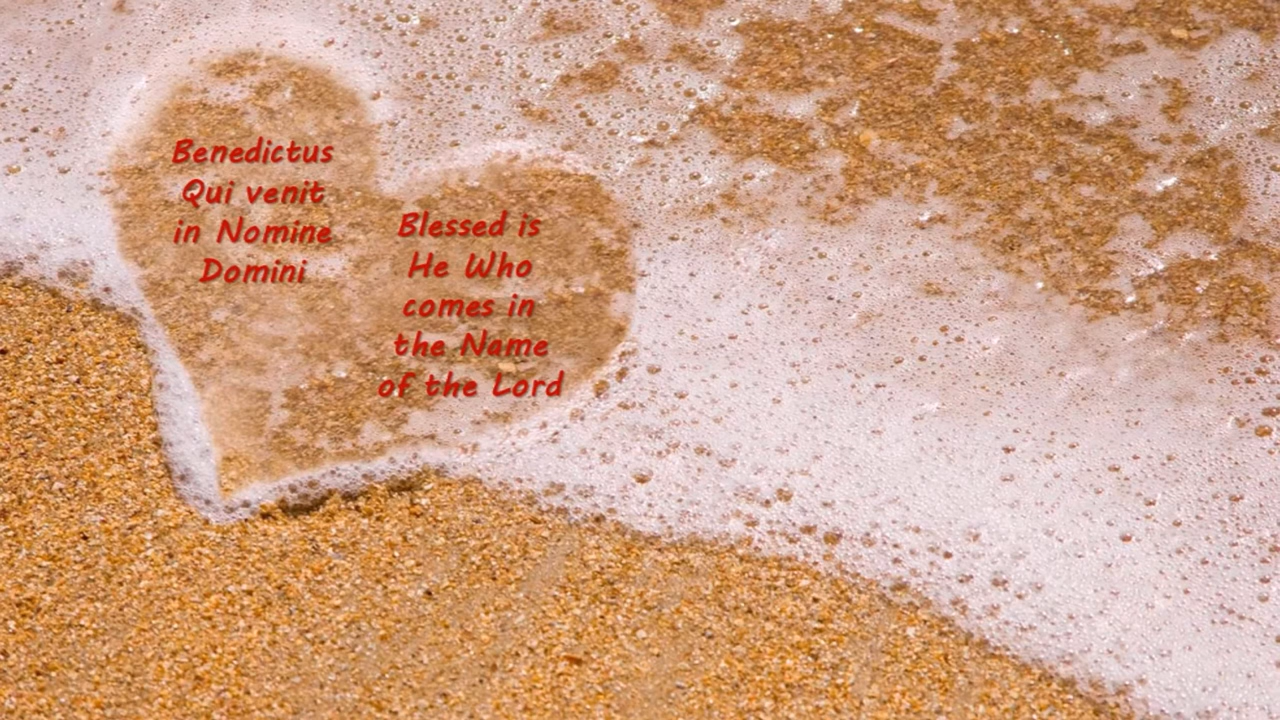 Benedictus
Qui venit
in Nomine
Domini
Blessed is
He Who
comes in
the Name
of the Lord